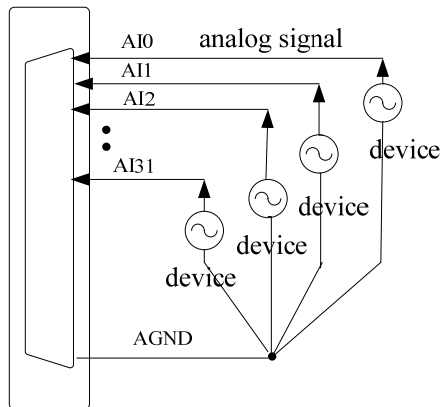 AI0 analog signal
AI1
AI2
device
AI31
device
device
device
AGND